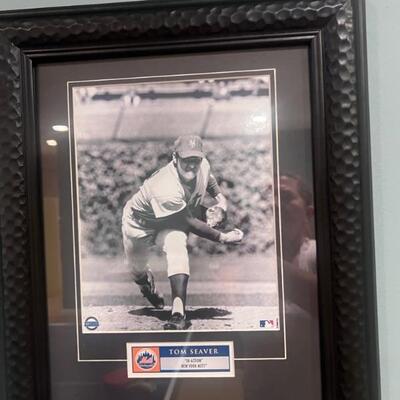 TOM SEAVER
"IN ACTION"
NEW YORK METS